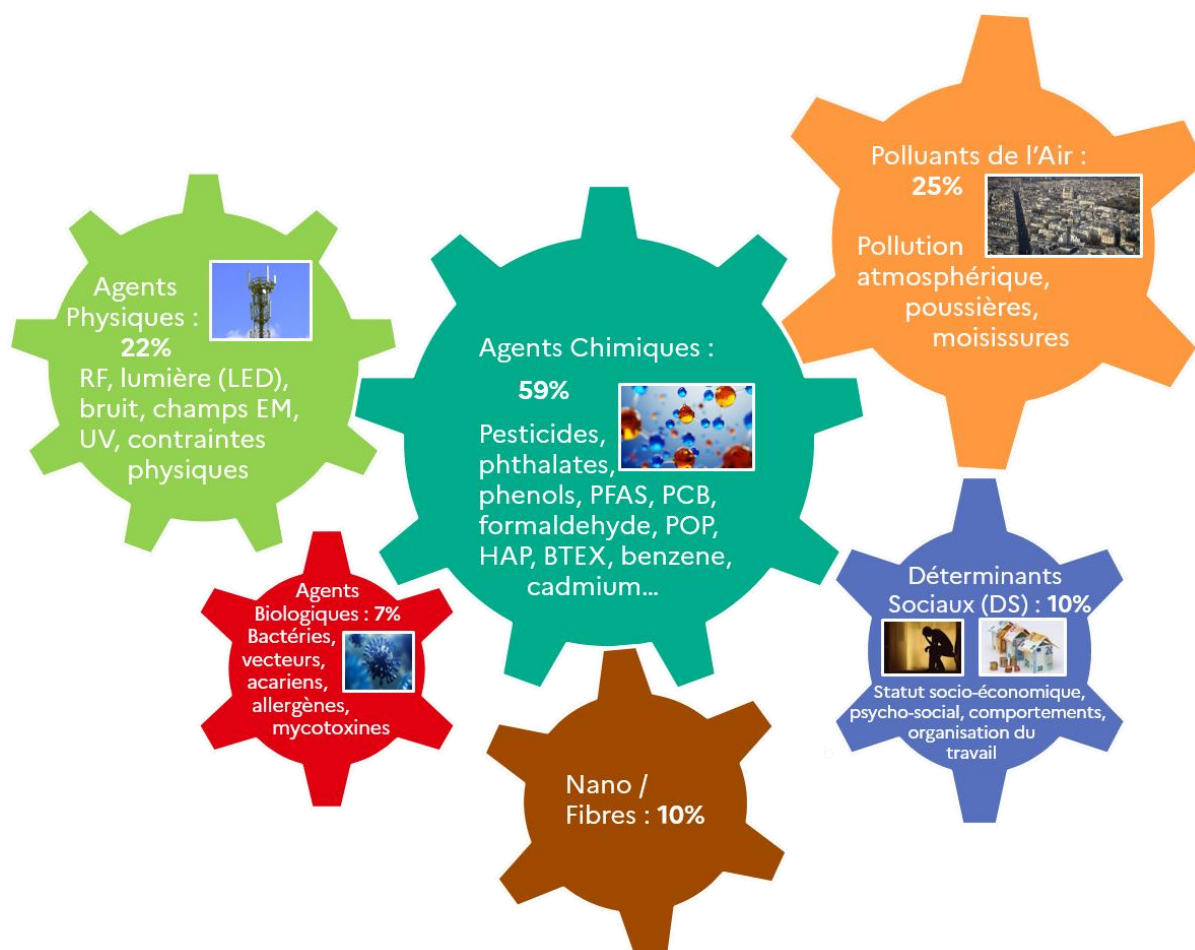 Polluants de l'Air :
25%
Pollution
atmosphérique,
poussières,
moisissures
Agents
Physiques :
22%
RF, lumière (LED),
bruit, champs EM,
UV, contraintes
physiques
Agents Chimiques :
59%
Pesticides,
phthalates,
phenols, PFAS, PCB,
formaldehyde, POP,
HAP, BTEX, benzene,
cadmium...
Agents
Biologiques : 7%
Bactéries,
vecteurs,
acariens,
allergènes,
mycotoxines
Déterminants
Sociaux (DS) : 10%
Statut socio-économique,
psycho-social, comportements,
organisation du
travail
Nano /
Fibres : 10%